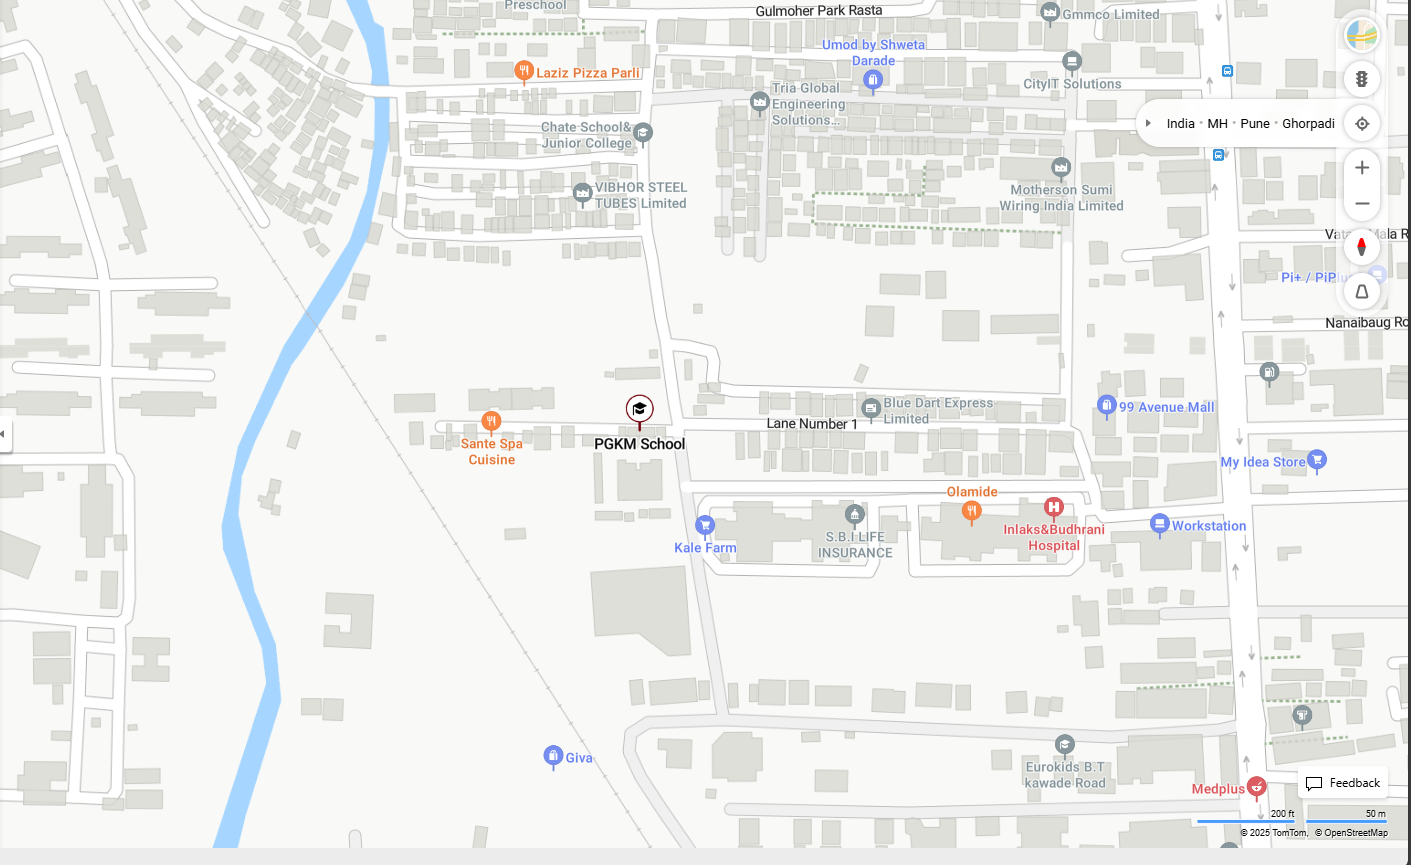 Preschool
Gulmoher Park Rasta
Gmmco Limited
Umod by Shweta
Darade
Laziz Pizza Parli
CityIT Solutions
Tria Global
Engineering
Solutions...
India • MH • Pune • Ghorpadi
Chate School&
Junior College
VIBHOR STEEL
TUBES Limited
Motherson Sumi
Wiring India Limited
Mala R
Pi+ / PiPlu
Nanaibaug Ro
Blue Dart Express
Limited
99 Avenue Mall
Lane Number 1
PGKM School
Sante Spa
Cuisine
My Idea Store
Olamide
Kale Farm
S.B.I LIFE
INSURANCE
Inlaks&Budhrani
Hospital
Workstation
Giva
Eurokids B.T
kawade Road
Medplus
Feedback
200 ft
50 m
© 2025 TomTom, © OpenStreetMap